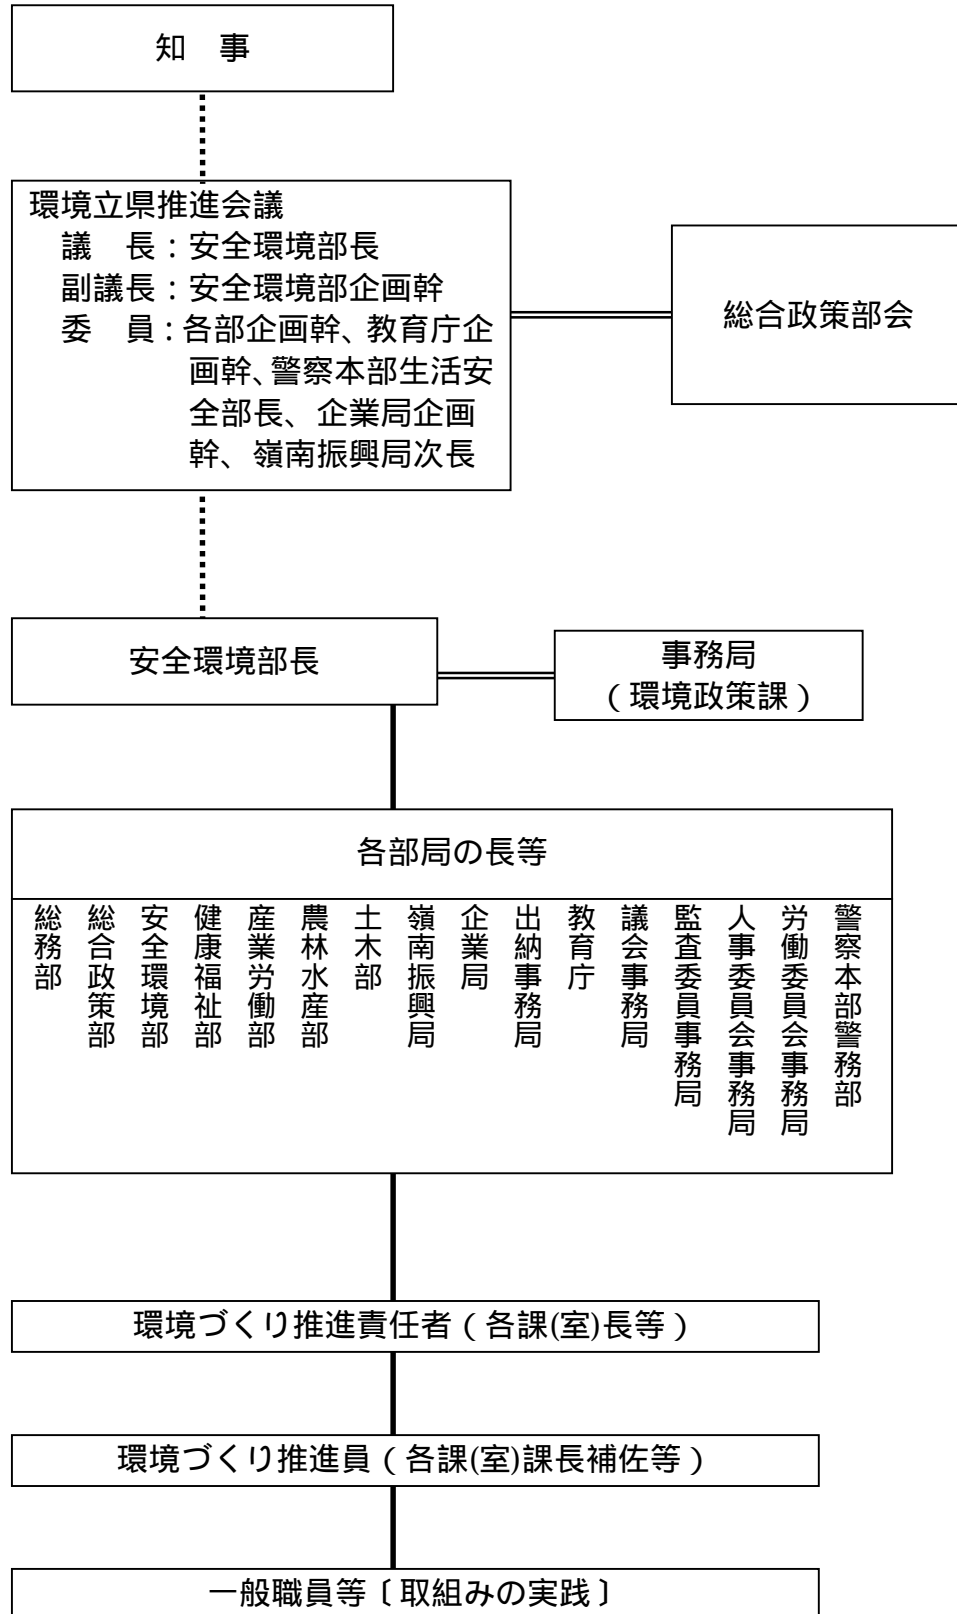 知　事
環境立県推進会議
議　長：安全環境部長
副議長：安全環境部企画幹
委　員：各部企画幹、教育庁企
画幹、警察本部生活安
全部長、企業局企画
幹、嶺南振興局次長
総合政策部会
安全環境部長
事務局
（環境政策課）
各部局の長等
総務部
総合政策部
安全環境部
健康福祉部
産業労働部
農林水産部
土木部
嶺南振興局
企業局
出納事務局
教育庁
議会事務局
監査委員事務局
人事委員会事務局
労働委員会事務局
警察本部警務部
環境づくり推進責任者（各課(室)長等）
環境づくり推進員（各課(室)課長補佐等）
一般職員等〔取組みの実践〕